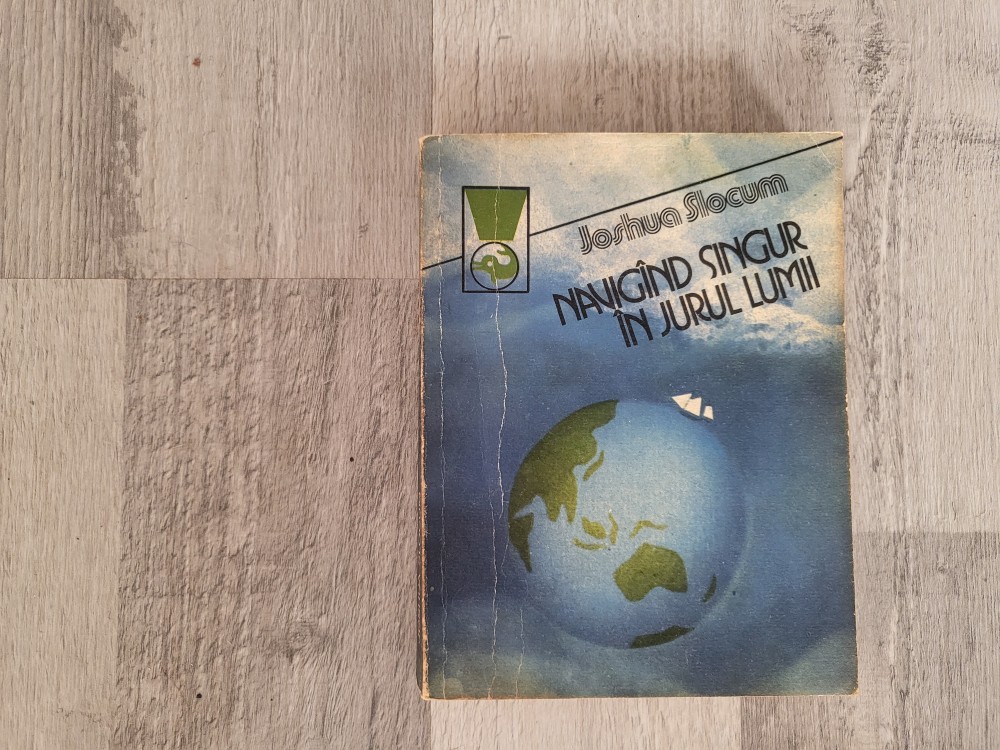 Joshua Slocum
NAVIGÎND SINGUR
ÎN JURUL LUMII